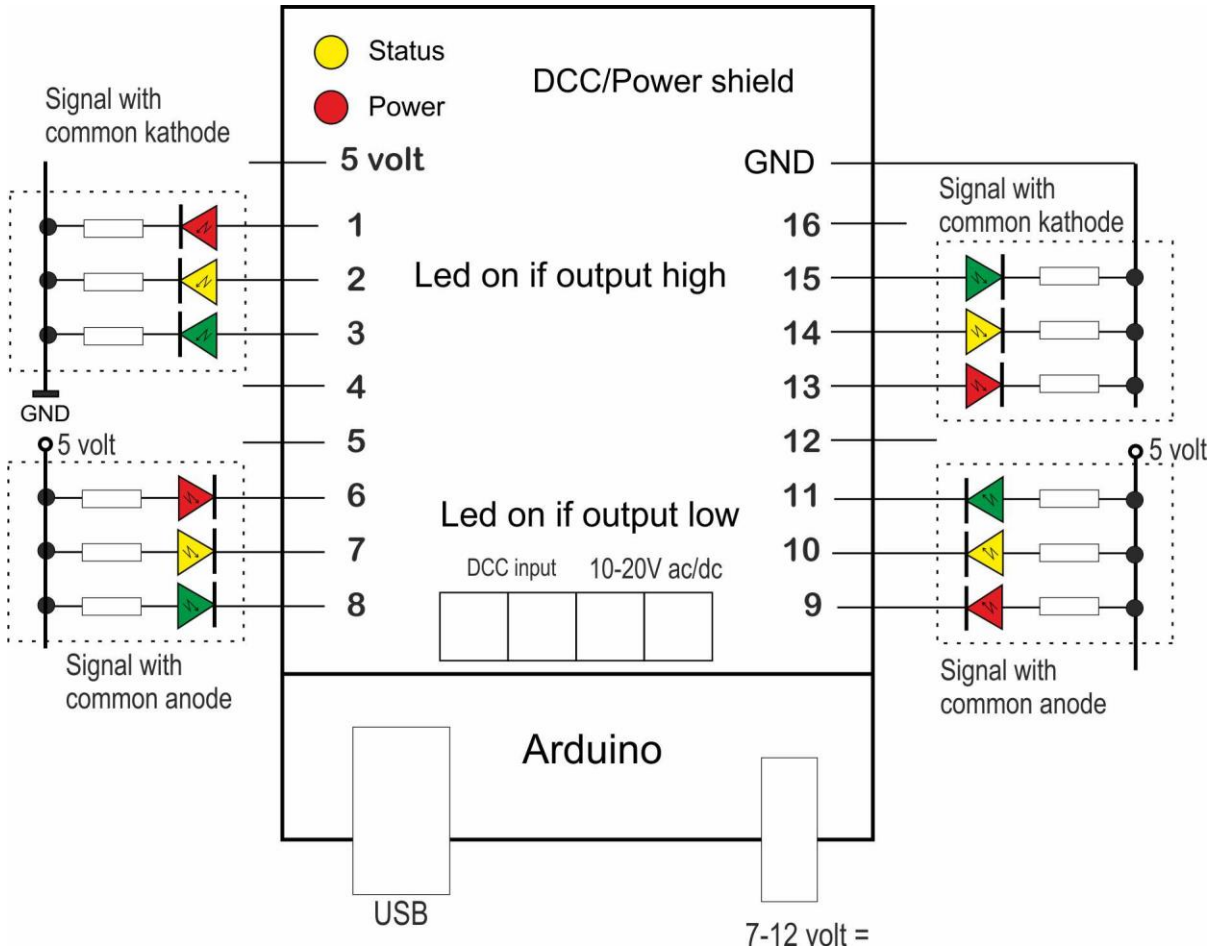 Status
DCC/Power shield
Power
Signal with
common kathode
5 volt
1
2
3
4
GND
5 volt
5
6
7
8
Signal with
common anode
Led on if output high
Led on if output low
DCC input
10-20V ac/dc
GND
16
15
14
13
12
11
10
9
Signal with
common kathode
5 volt
Signal with
common anode
Arduino
USB
7-12 volt =